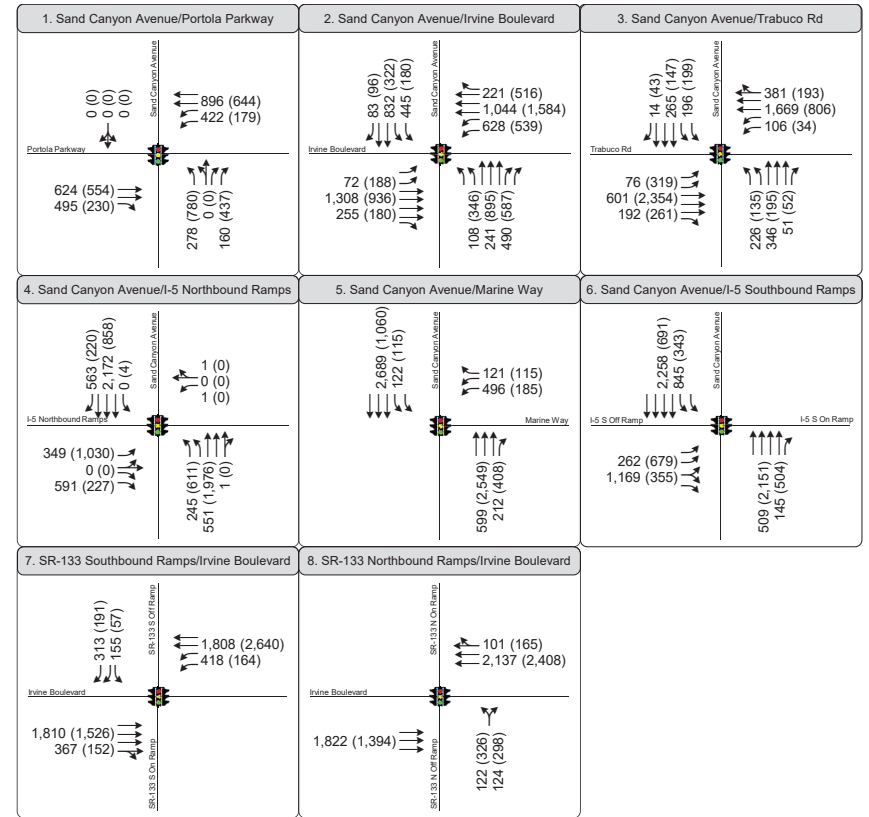 1. Sand Canyon Avenue/Portola Parkway
0 (0)
0 (0)
0 (0)
Sand Canyon Avenue
896 (644)
422 (179)
Portola Parkway
624 (554)
495 (230)
278 (780)
0 (0)
160 (437)
2. Sand Canyon Avenue/Irvine Boulevard
83 (96)
832 (322)
445 (180)
Sand Canyon Avenue
221 (516)
1,044 (1,584)
628 (539)
Irvine Boulevard
72 (188)
1,308 (936)
255 (180)
108 (346)
241 (895)
490 (587)
3. Sand Canyon Avenue/Trabuco Rd
14 (43)
265 (147)
196 (199)
Sand Canyon Avenue
381 (193)
1,669 (806)
106 (34)
Trabuco Rd
76 (319)
601 (2,354)
192 (261)
226 (135)
346 (195)
51 (52)
4. Sand Canyon Avenue/I-5 Northbound Ramps
563 (220)
2,172 (858)
0 (4)
Sand Canyon Avenue
1 (0)
0 (0)
1 (0)
I-5 Northbound Ramps
349 (1,030)
0 (0)
591 (227)
245 (611)
551 (1,976)
1 (0)
5. Sand Canyon Avenue/Marine Way
2,689 (1,060)
122 (115)
Sand Canyon Avenue
121 (115)
496 (185)
Marine Way
599 (2,549)
212 (408)
6. Sand Canyon Avenue/I-5 Southbound Ramps
2,258 (691)
845 (343)
Sand Canyon Avenue
I-5 S Off Ramp
I-5 S On Ramp
262 (679)
1,169 (355)
509 (2,151)
145 (504)
7. SR-133 Southbound Ramps/Irvine Boulevard
313 (191)
155 (57)
SR-133 S Off Ramp
1,808 (2,640)
418 (164)
Irvine Boulevard
1,810 (1,526)
367 (152)
SR-133 S On Ramp
8. SR-133 Northbound Ramps/Irvine Boulevard
SR-133 N On Ramp
101 (165)
2,137 (2,408)
Irvine Boulevard
1,822 (1,394)
SR-133 N Off Ramp
122 (326)
124 (298)